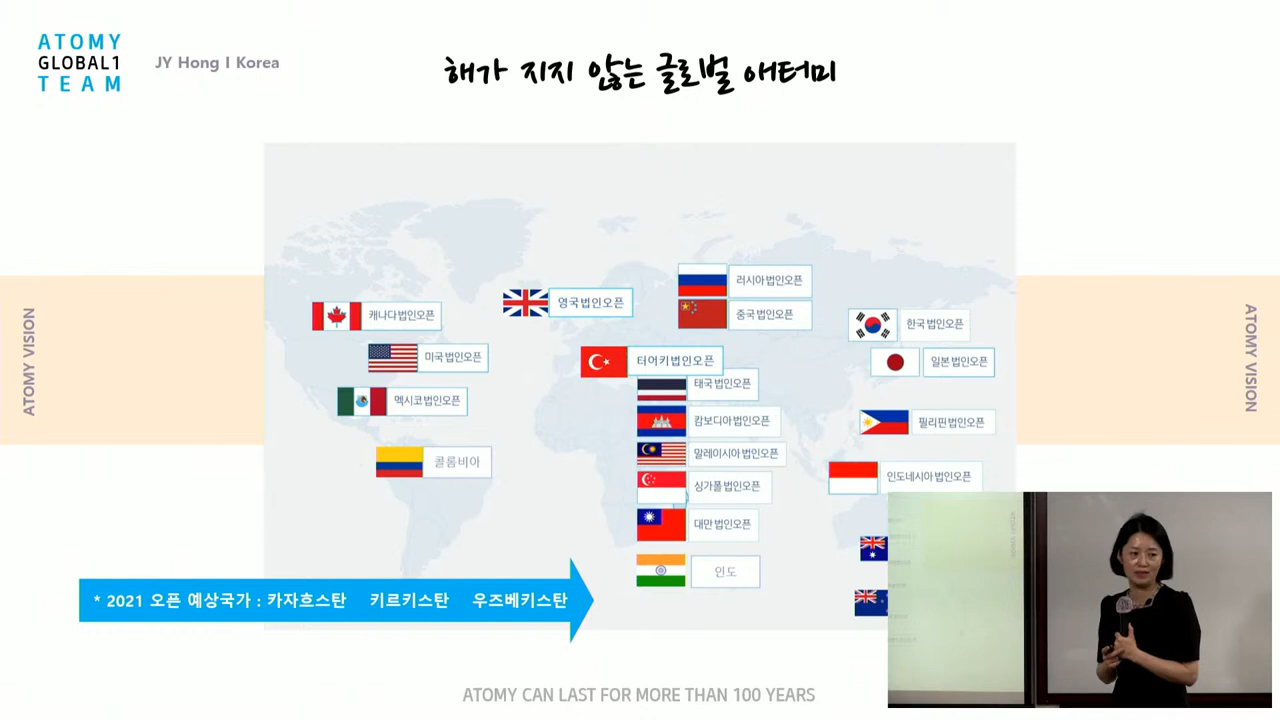 ATOMY
GLOBAL1
TEAM
JY Hong I Korea
해가 지지 않는 글로벌 애터미
ATOMY VISION
ATOMY VISION
러시아법인오픈
영국법인오픈
중국법인오픈
캐나다법인오픈
한국법인오픈
미국법인오픈
터어키법인오픈
일본법인오픈
태국법인오픈
멕시코법인오픈
캄보디아법인오픈
필리핀법인오픈
말레이시아법인오픈
콜롬비아
인도네시아법인오픈
싱가폴법인오픈
대만법인오픈
인도
* 2021 오픈 예상국가 : 카자흐스탄 키르키스탄 우즈베키스탄
ATOMY CAN LAST FOR MORE THAN 100 YEARS